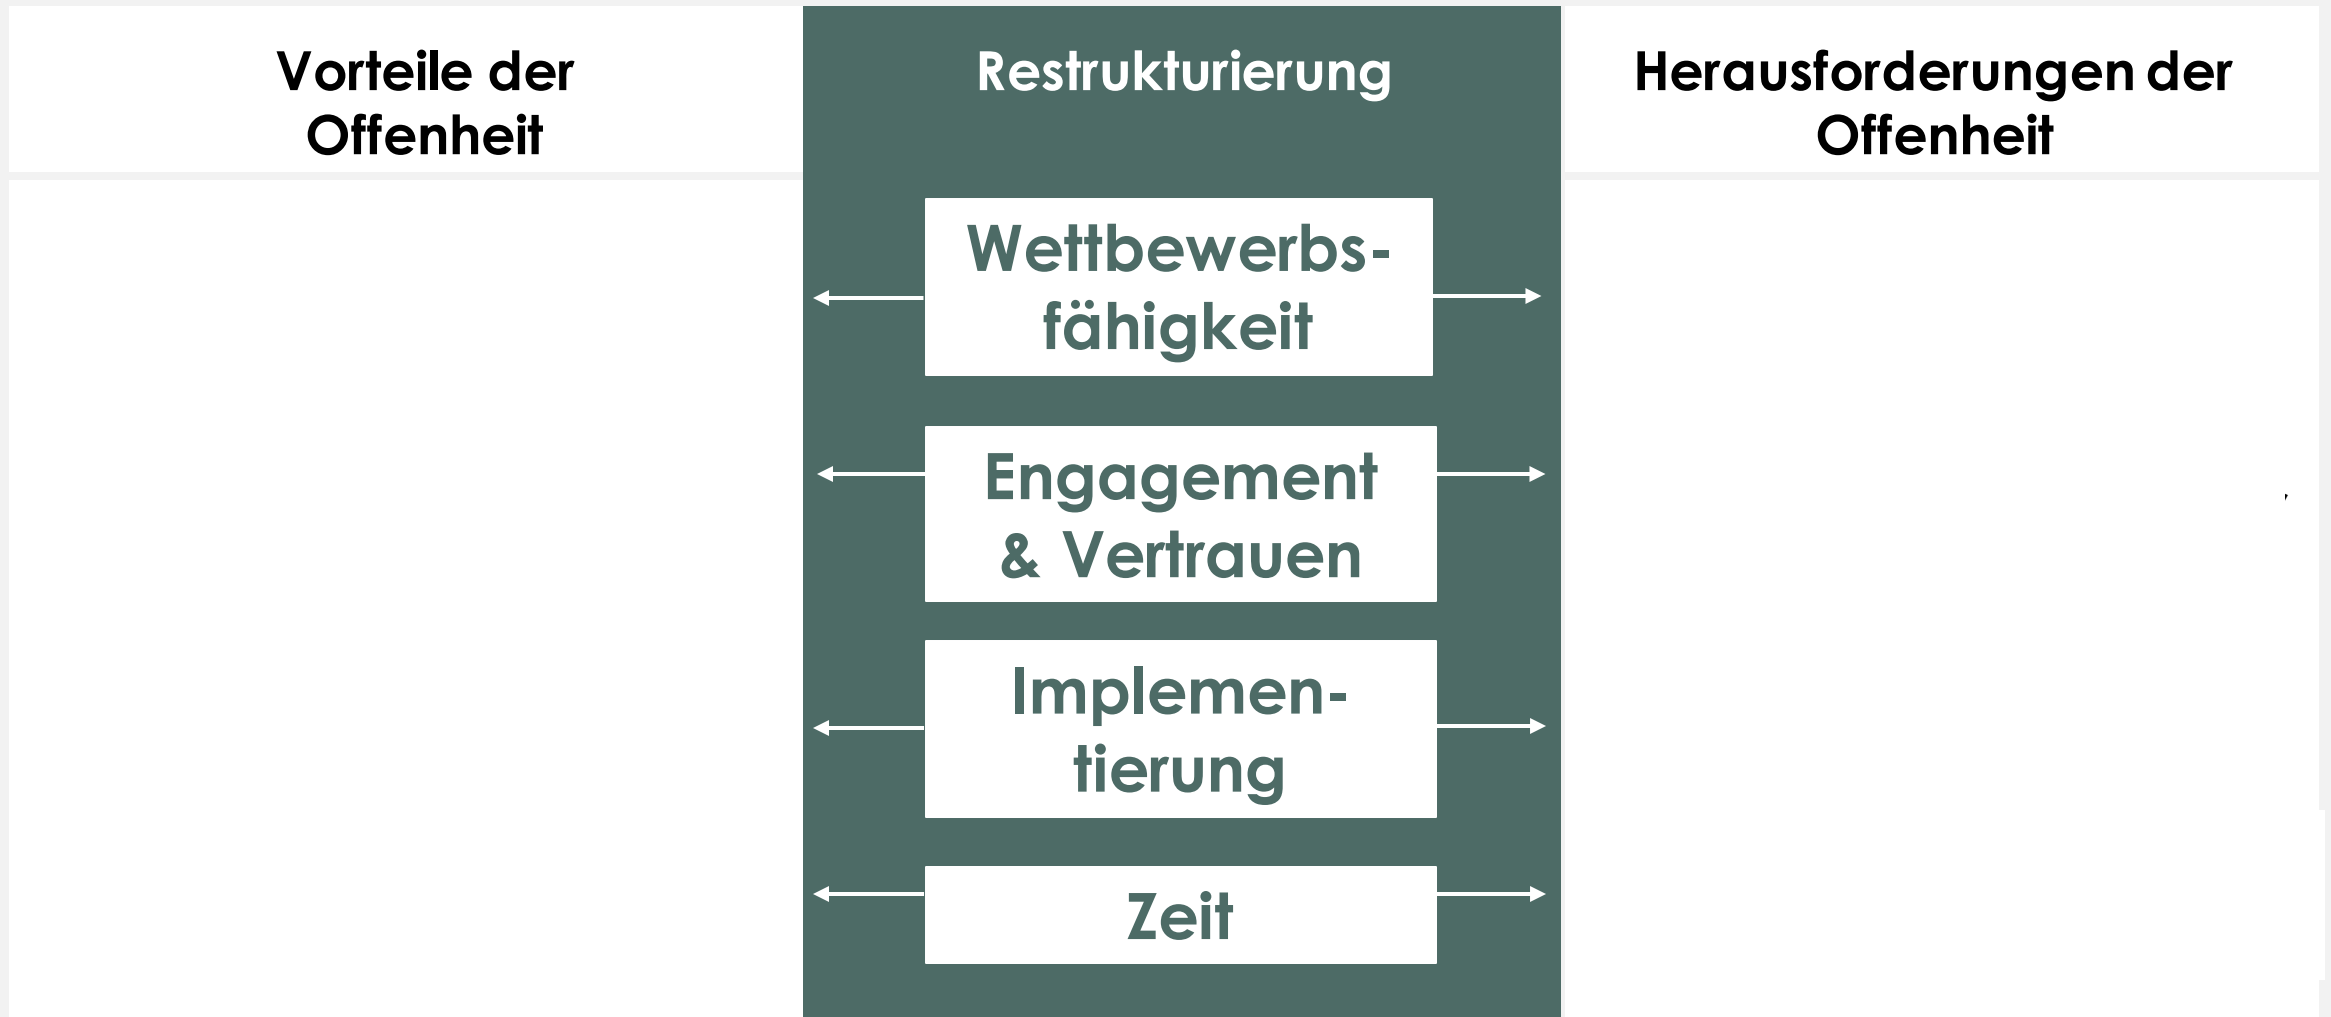 Vorteile der
Offenheit
Restrukturierung
Herausforderungen der
Offenheit
Wettbewerbs-
fähigkeit
Engagement
& Vertrauen
Implemen-
tierung
Zeit